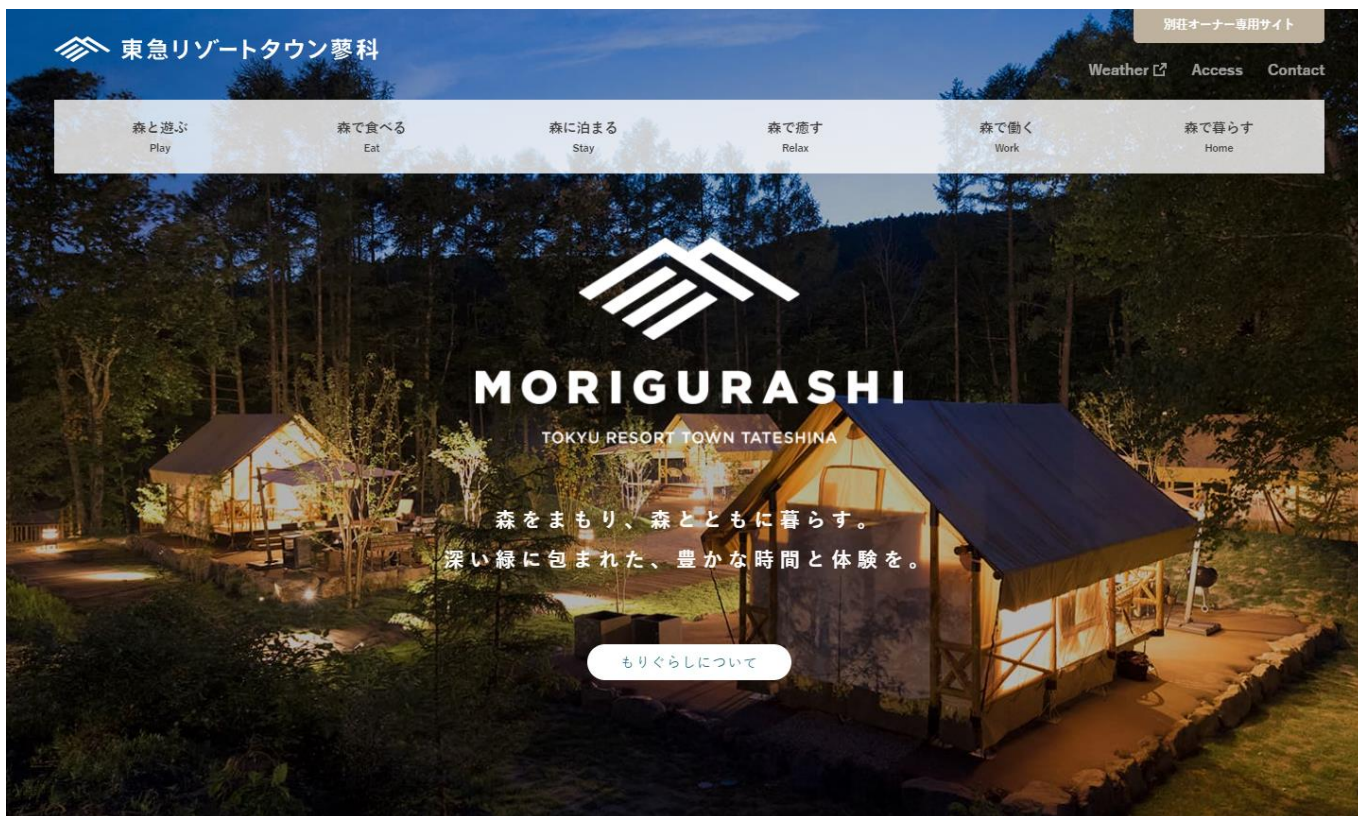 別荘オーナー専用サイト
東急リゾートタウン蓼科
Weather Access Contact
森と遊ぶ 森で食べる 森に泊まる 森で癒す 森で働く 森で暮らす
Play Eat Stay Relax Work Home
MORIGURASHI
TOKYU RESORT TOWN TATESHINA
森をまもり、森とともに暮らす。
深い緑に包まれた、豊かな時間と体験を。
もりぐらしについて